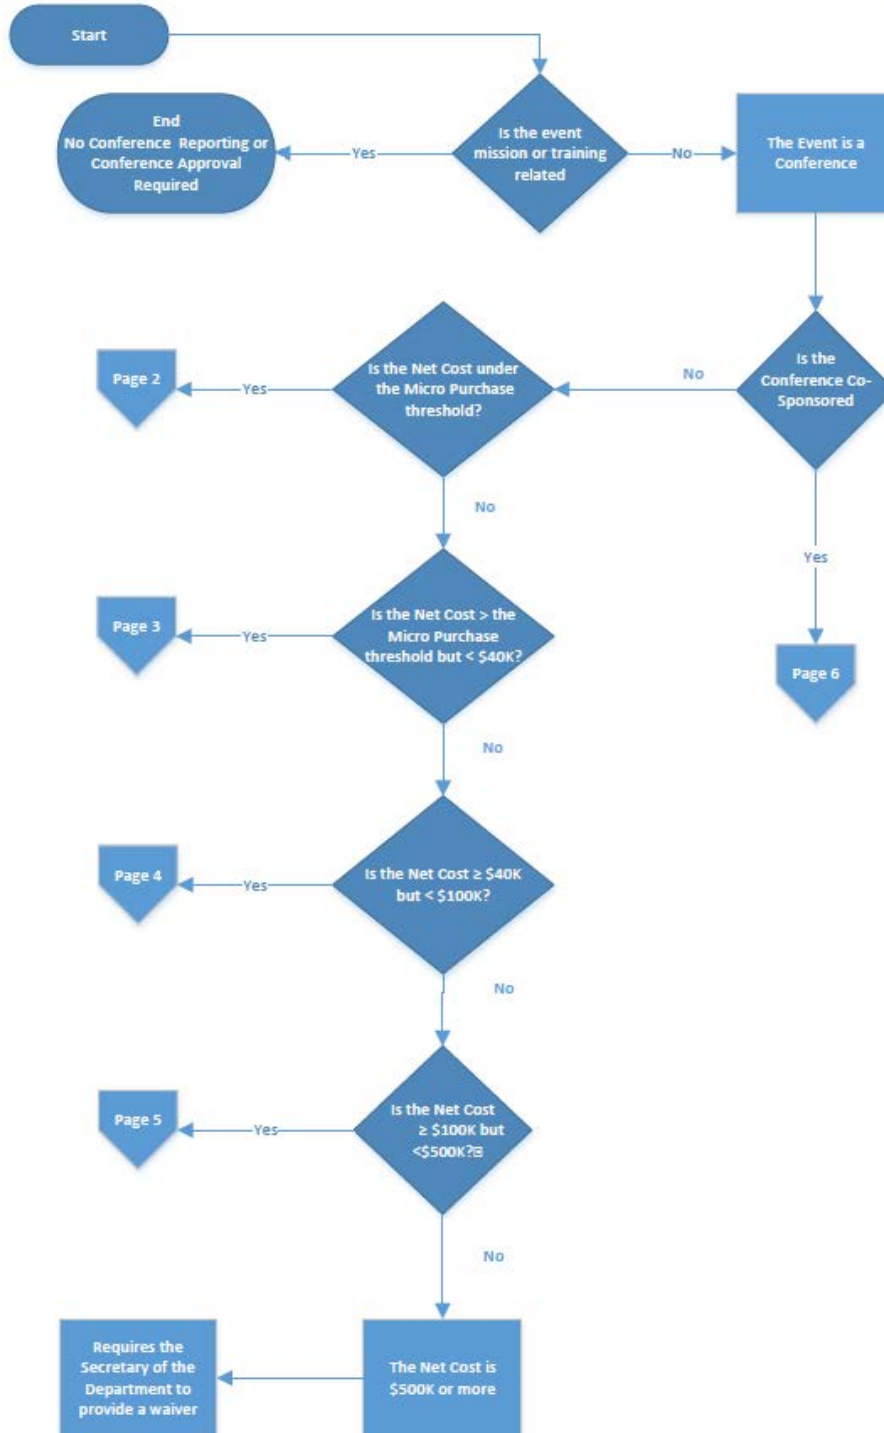 Start
End
No Conference Reporting or
Conference Approval
Required
Yes
Is the event
mission or training
related
No
The Event is a
Conference
Page 2
Yes
Is the Net Cost under
the Micro Purchase
threshold?
No
Is the
Conference Co-
Sponsored
No
Yes
Page 3
Yes
Is the Net Cost > the
Micro Purchase
threshold but < $40K?
Page 6
No
Page 4
Yes
Is the Net Cost ≥ $40K
but < $100K?
No
Page 5
Yes
Is the Net Cost
≥ $100K but
<$500K?
No
Requires the
Secretary of the
Department to
provide a waiver
The Net Cost is
$500K or more